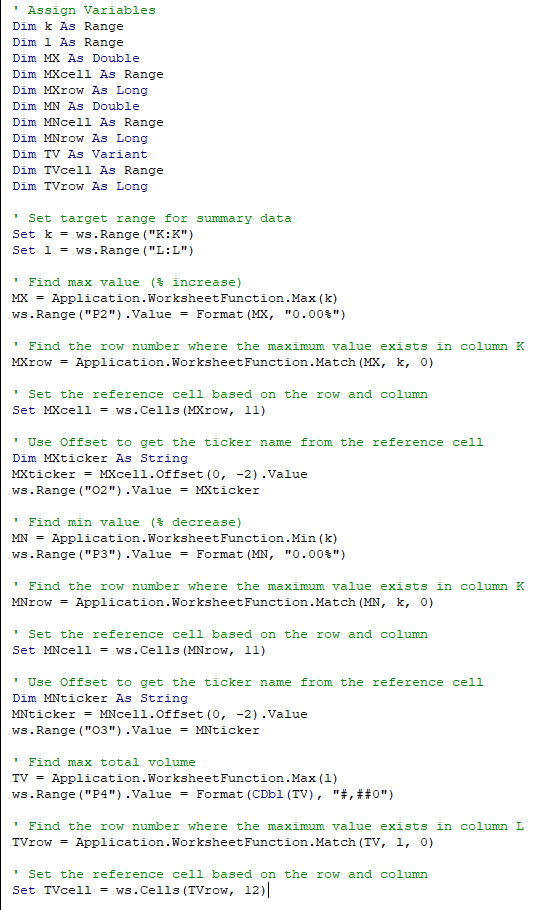 ' Assign Variables
Dim k As Range
Dim l As Range
Dim MX As Double
Dim MXcell As Range
Dim MXrow As Long
Dim MN As Double
Dim MNcell As Range
Dim MNrow As Long
Dim TV As Variant
Dim TVcell As Range
Dim TVrow As Long
' Set target range for summary data
Set k = ws.Range("K:K")
Set l = ws.Range("L:L")
' Find max value (% increase)
MX = Application.WorksheetFunction.Max(k)
ws.Range("P2").Value = Format(MX, "0.00%")
' Find the row number where the maximum value exists in column K
MXrow = Application.WorksheetFunction.Match(MX, k, 0)
' Set the reference cell based on the row and column
Set MXcell = ws.Cells(MXrow, 11)
' Use Offset to get the ticker name from the reference cell
Dim MXticker As String
MXticker = MXcell.Offset(0, -2).Value
ws.Range("O2").Value = MXticker
' Find min value (% decrease)
MN = Application.WorksheetFunction.Min(k)
ws.Range("P3").Value = Format(MN, "0.00%")
' Find the row number where the maximum value exists in column K
MNrow = Application.WorksheetFunction.Match(MN, k, 0)
' Set the reference cell based on the row and column
Set MNcell = ws.Cells(MNrow, 11)
' Use Offset to get the ticker name from the reference cell
Dim MNticker As String
MNticker = MNcell.Offset(0, -2).Value
ws.Range("O3").Value = MNticker
' Find max total volume
TV = Application.WorksheetFunction.Max(l)
ws.Range("P4").Value = Format(CDbl(TV), "#,##0")
' Find the row number where the maximum value exists in column L
TVrow = Application.WorksheetFunction.Match(TV, l, 0)
' Set the reference cell based on the row and column
Set TVcell = ws.Cells(TVrow, 12)